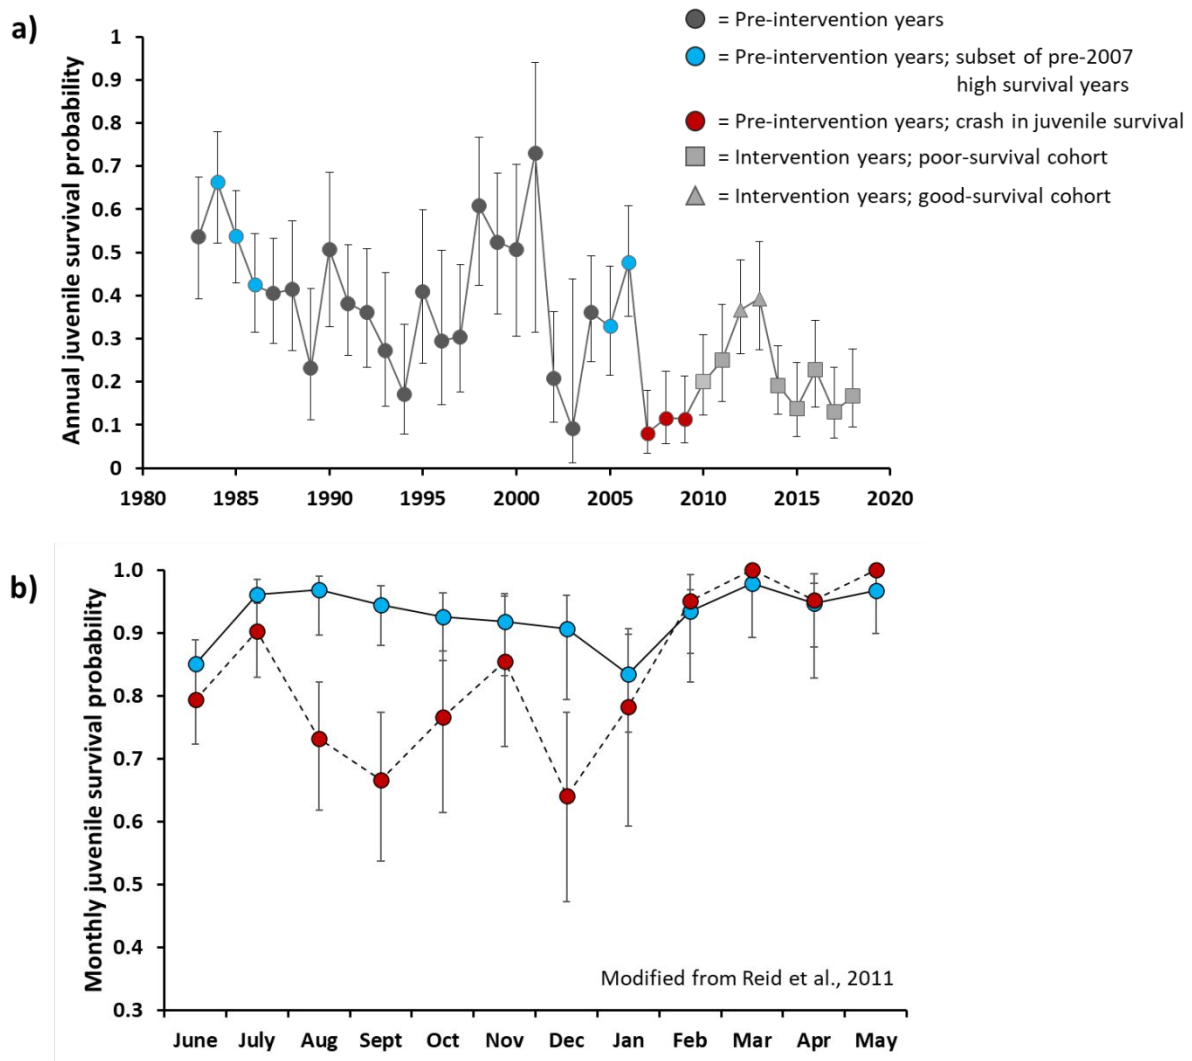 a)
= Pre-intervention years
= Pre-intervention years; subset of pre-2007
high survival years
= Pre-intervention years; crash in juvenile survival
= Intervention years; poor-survival cohort
= Intervention years; good-survival cohort
Annual juvenile survival probability
1
0.9
0.8
0.7
0.6
0.5
0.4
0.3
0.2
0.1
0
1980 1985 1990 1995 2000 2005 2010 2015 2020
b)
Monthly juvenile survival probability
1.0
0.9
0.8
0.7
0.6
0.5
0.4
0.3
Modified from Reid et al., 2011
June July Aug Sept Oct Nov Dec Jan Feb Mar Apr May